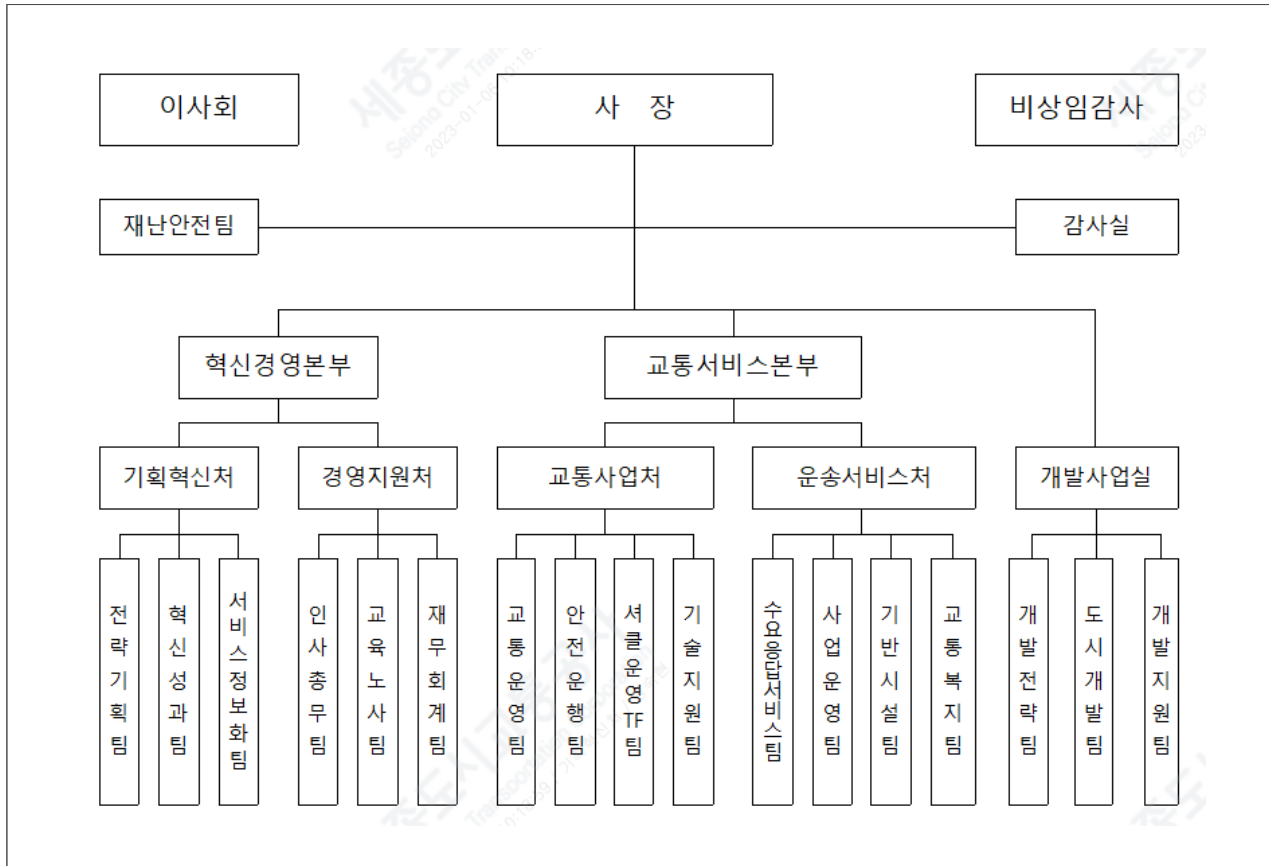 이사회
사 장
비상임감사
재난안전팀
감사실
혁신경영본부
교통서비스본부
기획혁신처
경영지원처
교통사업처
운송서비스처
개발사업실
전략기획팀
혁신성과팀
서비스정보화팀
인사총무팀
교육노사팀
재무회계팀
교통운영팀
안전운행팀
셔클운영TF팀
기술지원팀
수요응답서비스팀
사업운영팀
기반시설팀
교통복지팀
개발전략팀
도시개발팀
개발지원팀